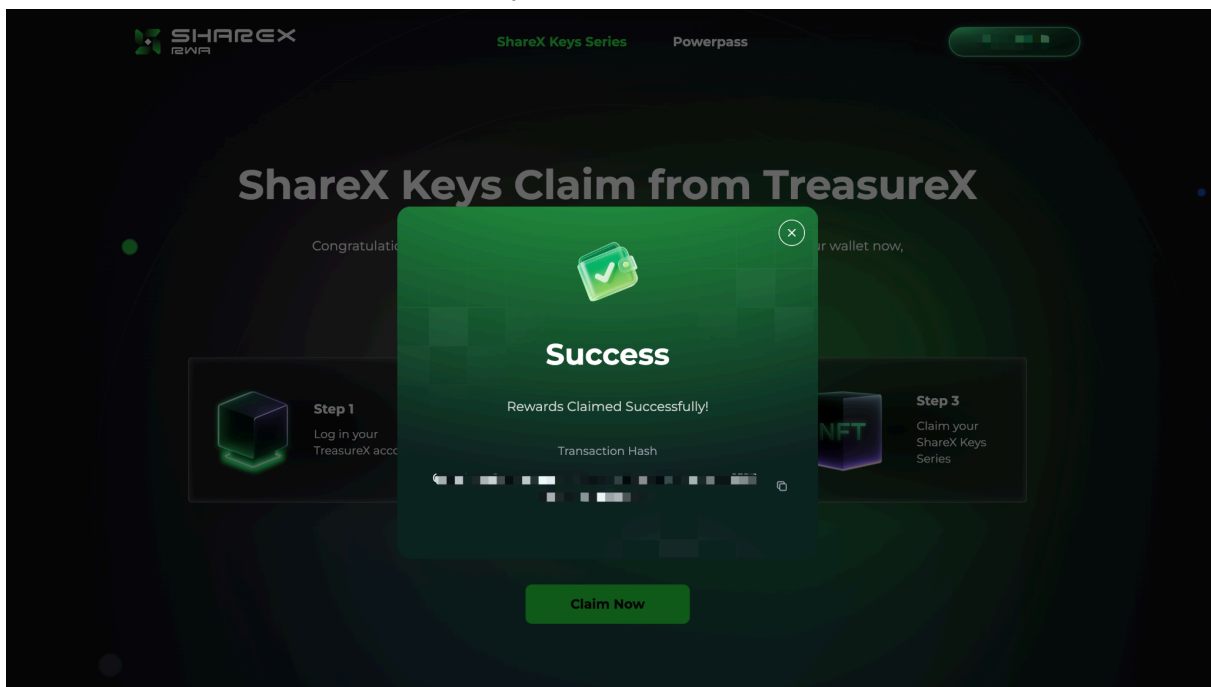 SHAREX
RWA
ShareX Keys Series
Powerpass
ShareX Keys Claim from TreasureX
Congratulatio
r wallet now,
Success
Rewards Claimed Successfully!
Transaction Hash
Step 1
Log in your
TreasureX acco
NFT
Step 3
Claim your
ShareX Keys
Series
Claim Now